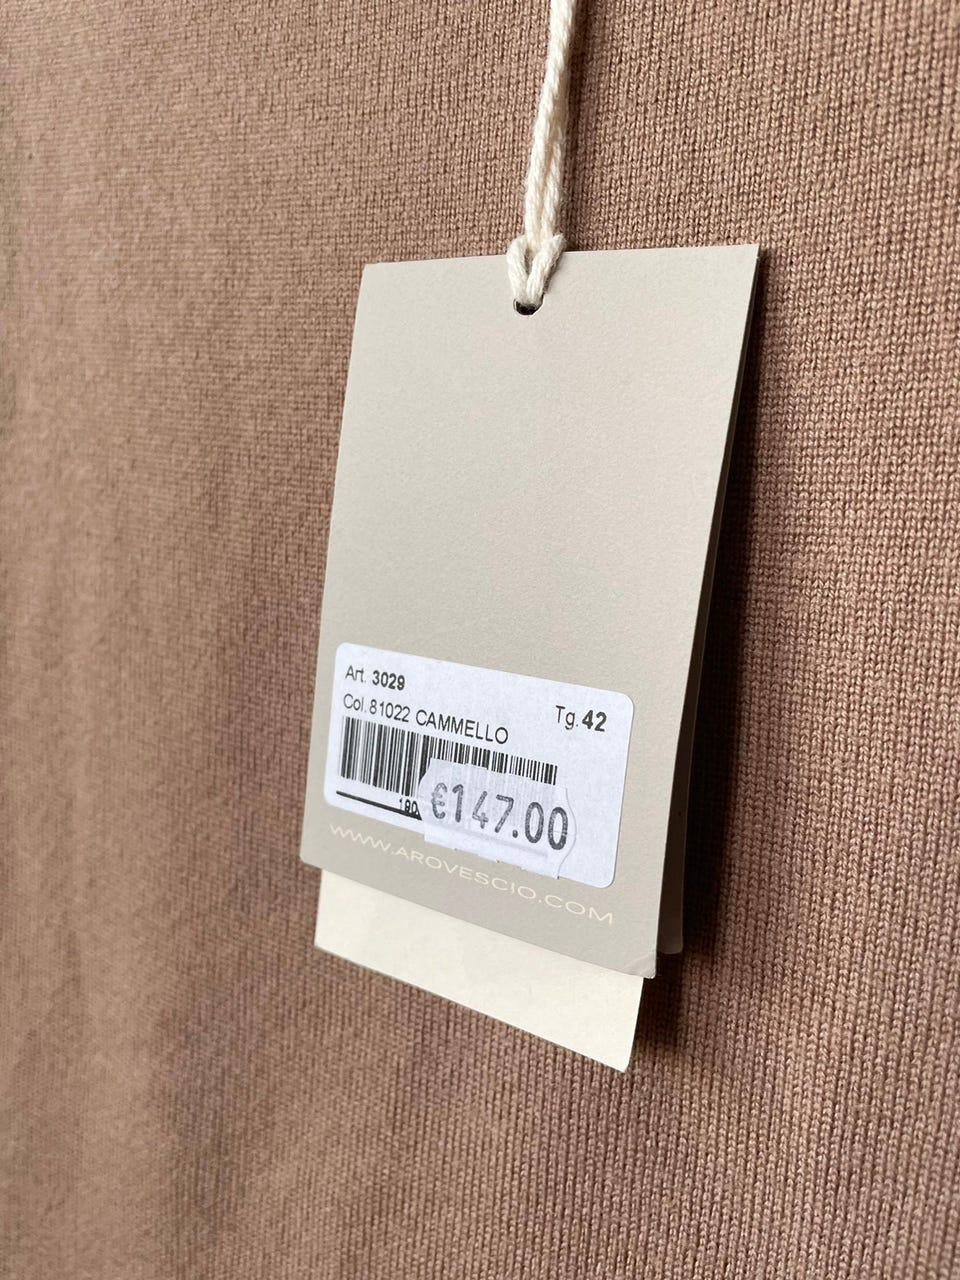 Art. 3029
Col.81022 CAMMELLO
Tg.42
€147.00
WWW.AROVESCIO.COM